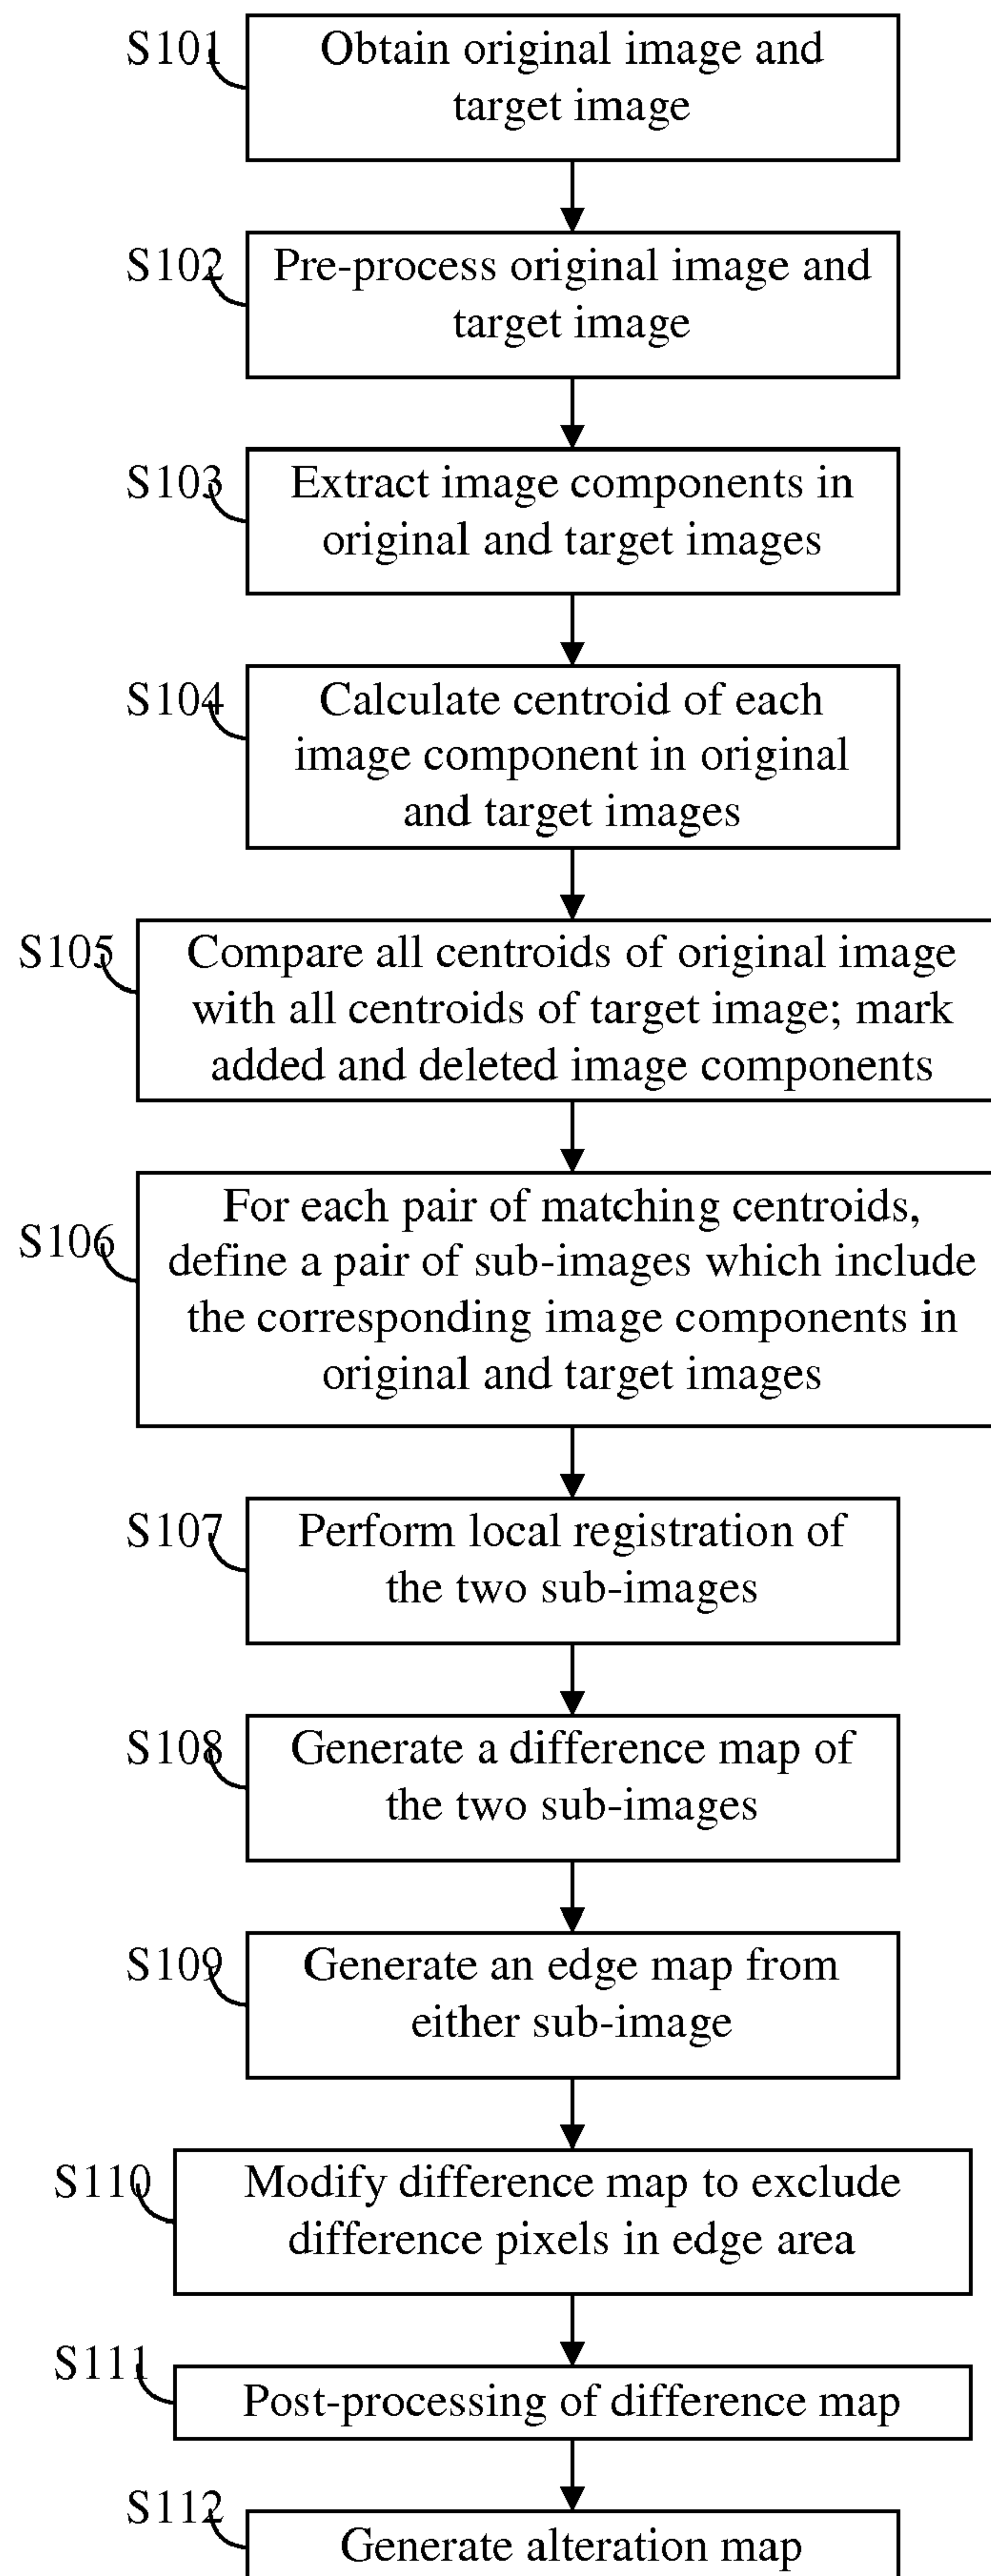 S101
Obtain original image and
target image
S102
Pre-process original image and
target image
S103
Extract image components in
original and target images
S104
Calculate centroid of each
image component in original
and target images
S105
Compare all centroids of original image
with all centroids of target image; mark
added and deleted image components
S106
For each pair of matching centroids,
define a pair of sub-images which include
the corresponding image components in
original and target images
S107
Perform local registration of
the two sub-images
S108
Generate a difference map of
the two sub-images
S109
Generate an edge map from
either sub-image
S110
Modify difference map to exclude
difference pixels in edge area
S111
Post-processing of difference map
S112
Generate alteration map